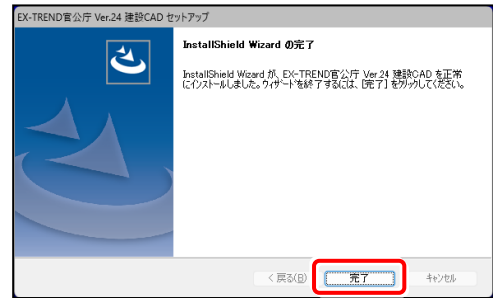 EX-TREND官公庁 Ver.24 建設CAD セットアップ
InstallShield Wizard の完了
InstallShield Wizard が、EX-TREND官公庁 Ver.24 建設CAD を正常
にインストールしました。ウィザードを終了するには、[完了] をクリックしてください。
< 戻る(B)
完了
キャンセル